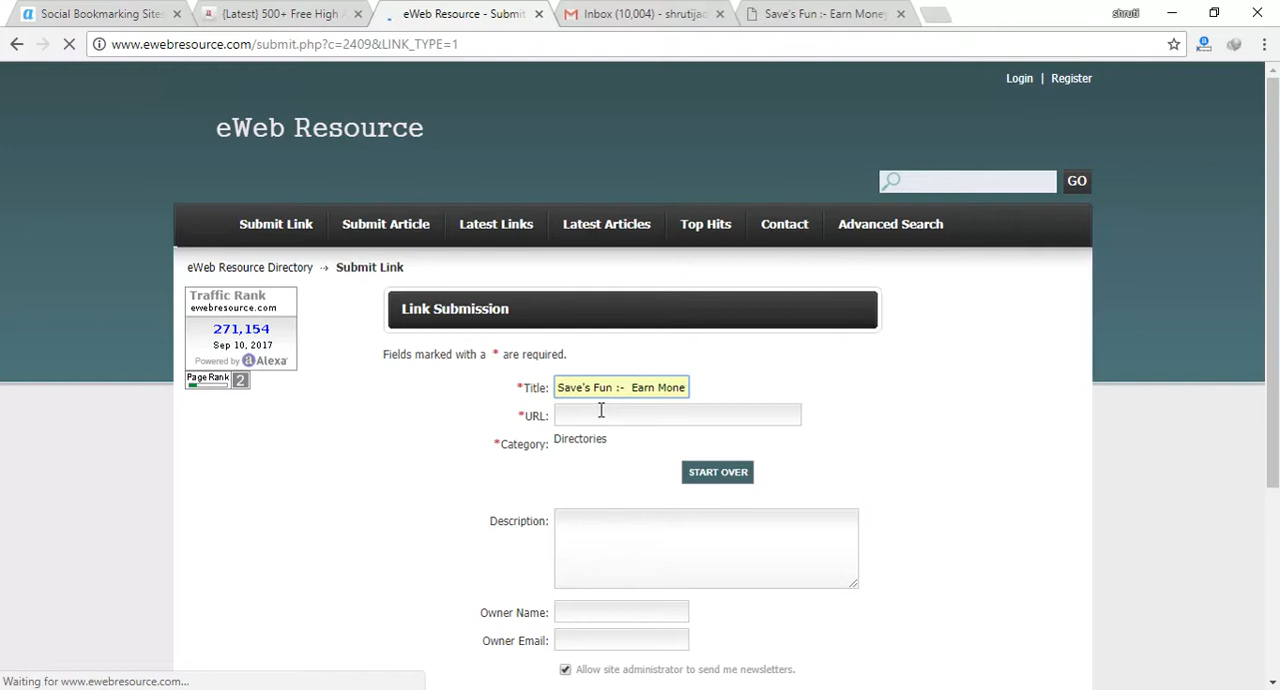 Social Bookmarking Sites
{Latest} 500+ Free High
eWeb Resource - Submit
Inbox (10,004) - shrutijac
Save's Fun :- Earn Money
shruti
www.ewebresource.com/submit.php?c=2409&LINK_TYPE=1
Login | Register
eWeb Resource
GO
Submit Link Submit Article Latest Links Latest Articles Top Hits Contact Advanced Search
eWeb Resource Directory → Submit Link
Traffic Rank
ewebresource.com
271,154
Sep 10, 2017
Powered by Alexa
Page Rank 2
Link Submission
Fields marked with a * are required.
*Title: Save's Fun :- Earn Mone
*URL:
*Category: Directories
START OVER
Description:
Owner Name:
Owner Email:
Allow site administrator to send me newsletters.
Waiting for www.ewebresource.com...